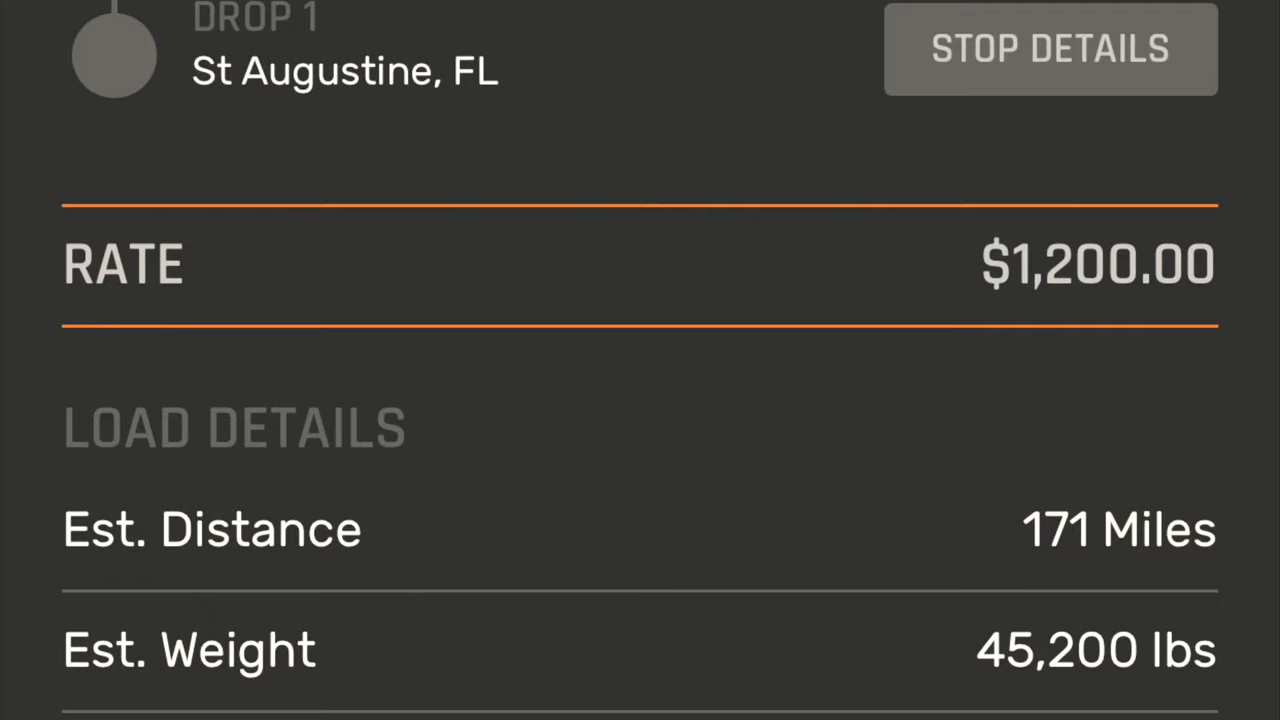 DROP 1
St Augustine, FL
STOP DETAILS
RATE
$1,200.00
LOAD DETAILS
Est. Distance
171 Miles
Est. Weight
45,200 lbs